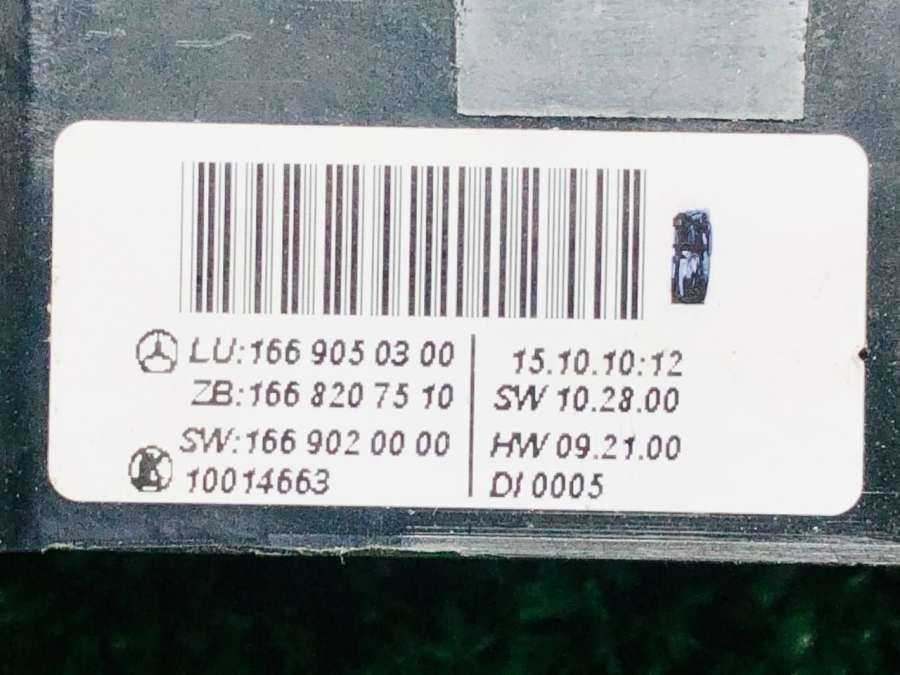 LU:166 905 03 00
ZB:166 820 75 10
SW:166 902 00 00
10014663
15.10.10:12
SW 10.28.00
HW 09.21.00
DI 0005